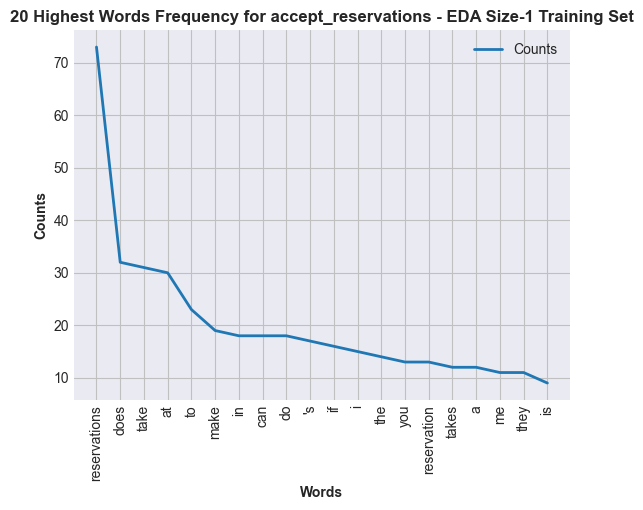 20 Highest Words Frequency for accept_reservations - EDA Size-1 Training Set
Counts
70
60
50
40
30
20
10
Counts
reservations
does
take
at
to
make
in
can
do
's
if
i
the
you
reservation
takes
a
me
they
is
Words